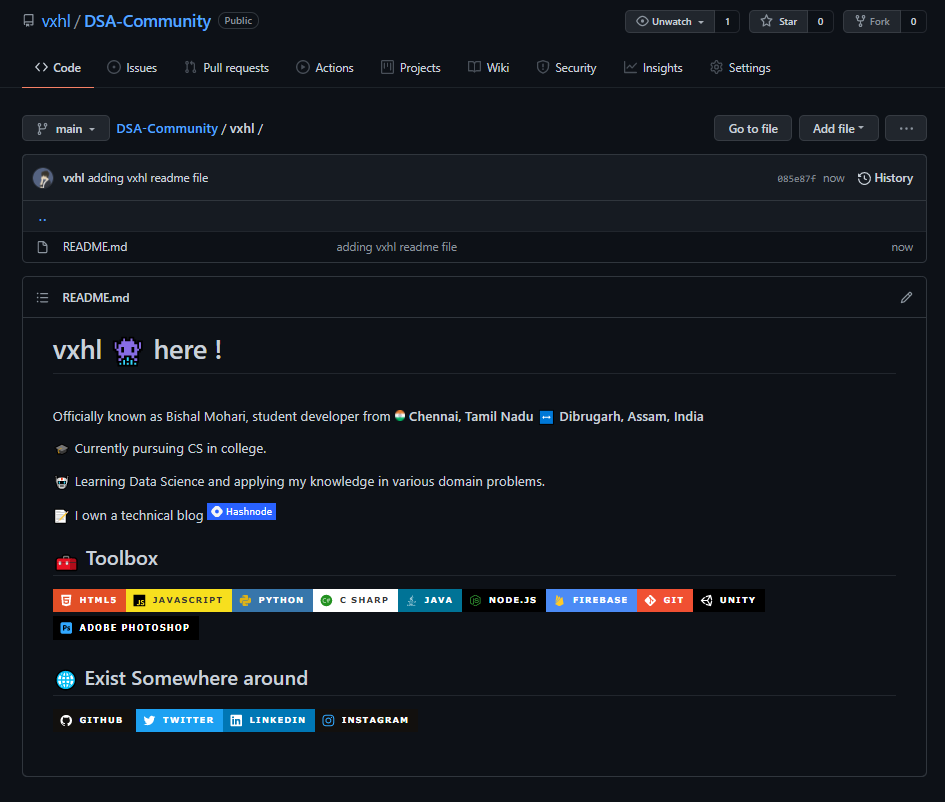 vxhl / DSA-Community Public Unwatch 1 Star 0 Fork 0
Code Issues Pull requests Actions Projects Wiki Security Insights Settings
main DSA-Community / vxhl / Go to file Add file ...
vxhl adding vxhl readme file 085e87f now History
..
README.md adding vxhl readme file now
README.md
vxhl here !
Officially known as Bishal Mohari, student developer from Chennai, Tamil Nadu Dibrugarh, Assam, India
Currently pursuing CS in college.
Learning Data Science and applying my knowledge in various domain problems.
I own a technical blog Hashnode
Toolbox
HTML5 JS JAVASCRIPT PYTHON C# C SHARP JAVA NODE.JS FIREBASE GIT UNITY
Ps ADOBE PHOTOSHOP
Exist Somewhere around
GITHUB TWITTER in LINKEDIN INSTAGRAM